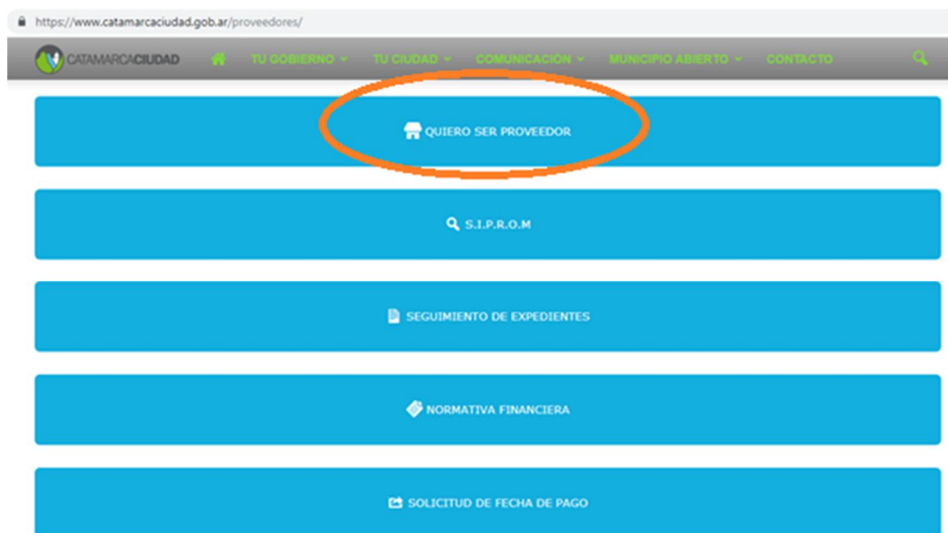 https://www.catamarcaciudad.gob.ar/proveedores/
CATAMARCACIUDAD TU GOBIERNO TU CIUDAD COMUNICACIÓN MUNICIPIO ABIERTO CONTACTO
QUIERO SER PROVEEDOR
S.I.P.R.O.M
SEGUIMIENTO DE EXPEDIENTES
NORMATIVA FINANCIERA
SOLICITUD DE FECHA DE PAGO